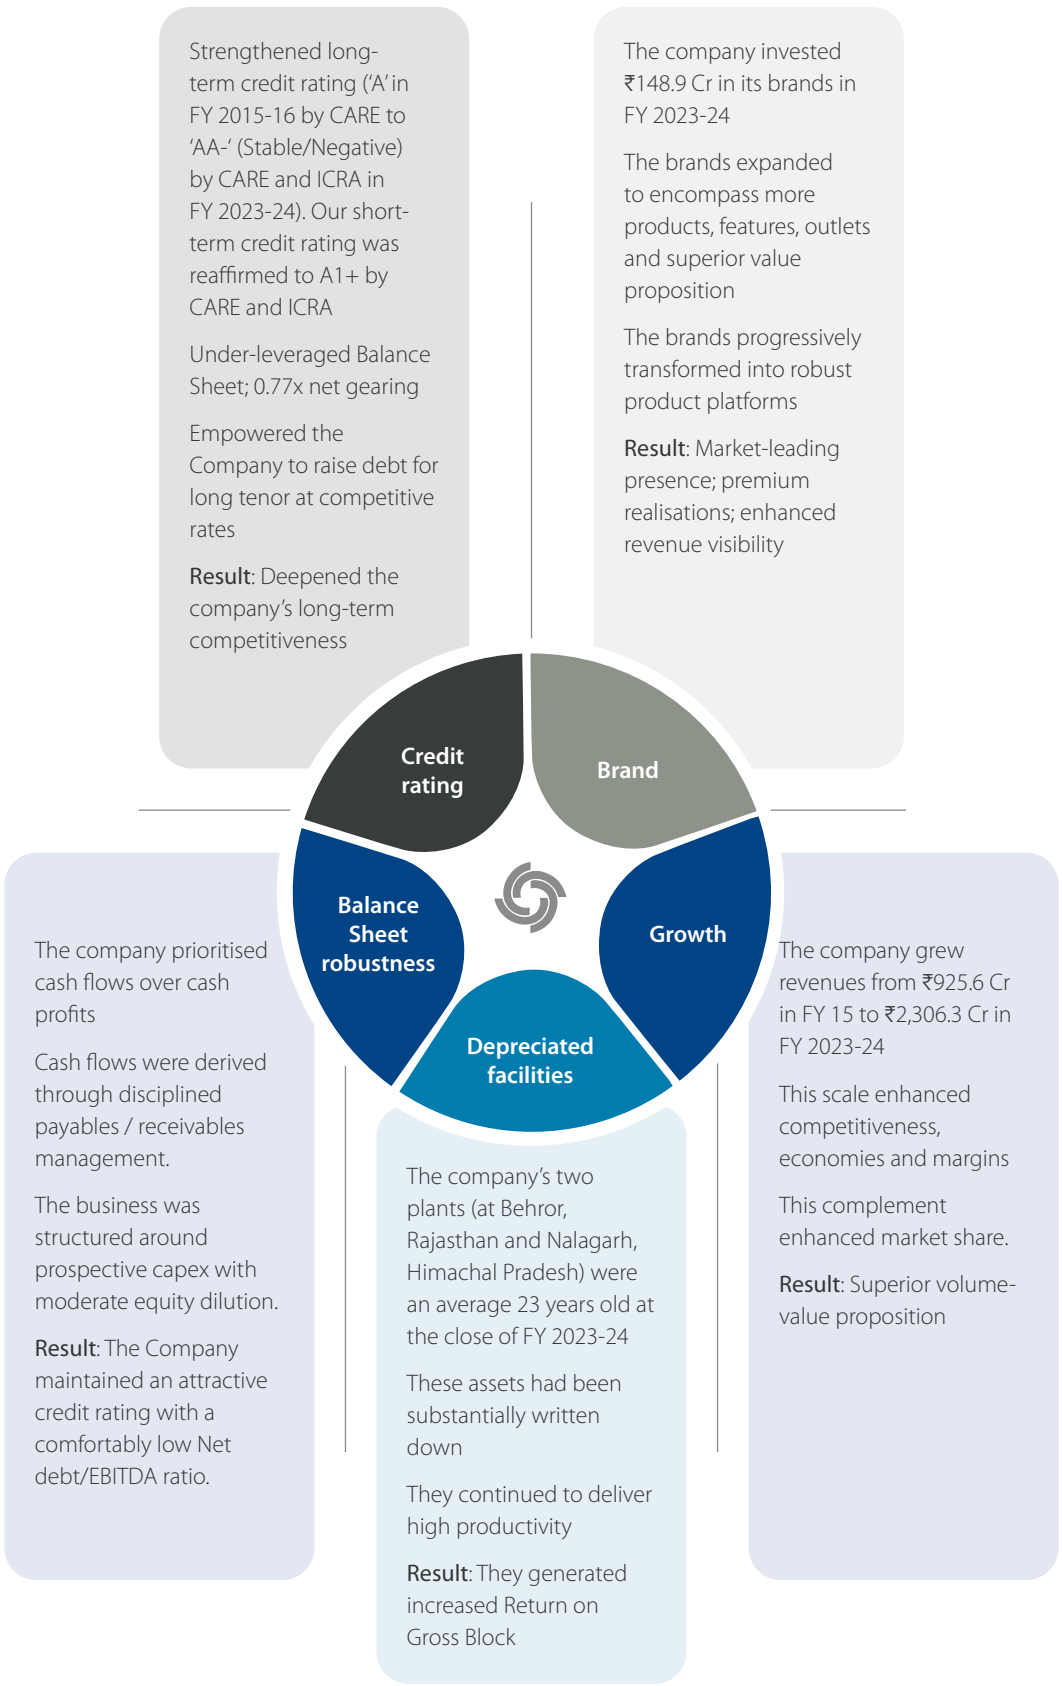 Strengthened long-
term credit rating (‘A’ in
FY 2015-16 by CARE to
‘AA-‘ (Stable/Negative)
by CARE and ICRA in
FY 2023-24). Our short-
term credit rating was
reaffirmed to A1+ by
CARE and ICRA
Under-leveraged Balance
Sheet; 0.77x net gearing
Empowered the
Company to raise debt for
long tenor at competitive
rates
Result: Deepened the
company’s long-term
competitiveness
The company invested
₹148.9 Cr in its brands in
FY 2023-24
The brands expanded
to encompass more
products, features, outlets
and superior value
proposition
The brands progressively
transformed into robust
product platforms
Result: Market-leading
presence; premium
realisations; enhanced
revenue visibility
Credit
rating
Brand
Balance
Sheet
robustness
Growth
Depreciated
facilities
The company prioritised
cash flows over cash
profits
Cash flows were derived
through disciplined
payables / receivables
management.
The business was
structured around
prospective capex with
moderate equity dilution.
Result: The Company
maintained an attractive
credit rating with a
comfortably low Net
debt/EBITDA ratio.
The company’s two
plants (at Behror,
Rajasthan and Nalagarh,
Himachal Pradesh) were
an average 23 years old at
the close of FY 2023-24
These assets had been
substantially written
down
They continued to deliver
high productivity
Result: They generated
increased Return on
Gross Block
The company grew
revenues from ₹925.6 Cr
in FY 15 to ₹2,306.3 Cr in
FY 2023-24
This scale enhanced
competitiveness,
economies and margins
This complement
enhanced market share.
Result: Superior volume-
value proposition